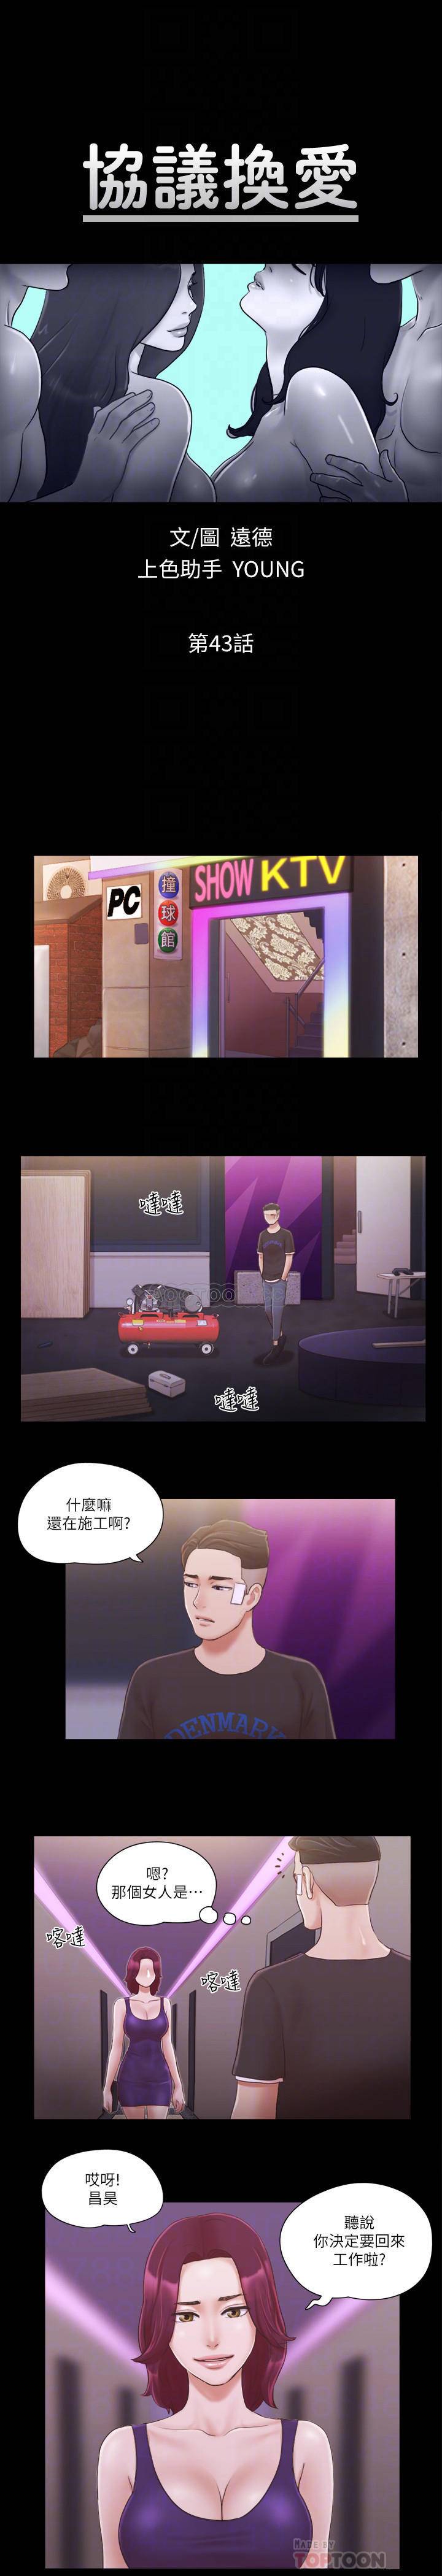 協議換愛
文/圖 遠德
上色助手 YOUNG
第43話
PC
撞球館
SHOW KTV
噠噠
噠噠
什麼嘛
還在施工啊?
DENMARK
嗯?
那個女人是…
喀噠
喀噠
哎呀!
昌昊
聽說
你決定要回來
工作啦?
MADE BY
TOPTOON